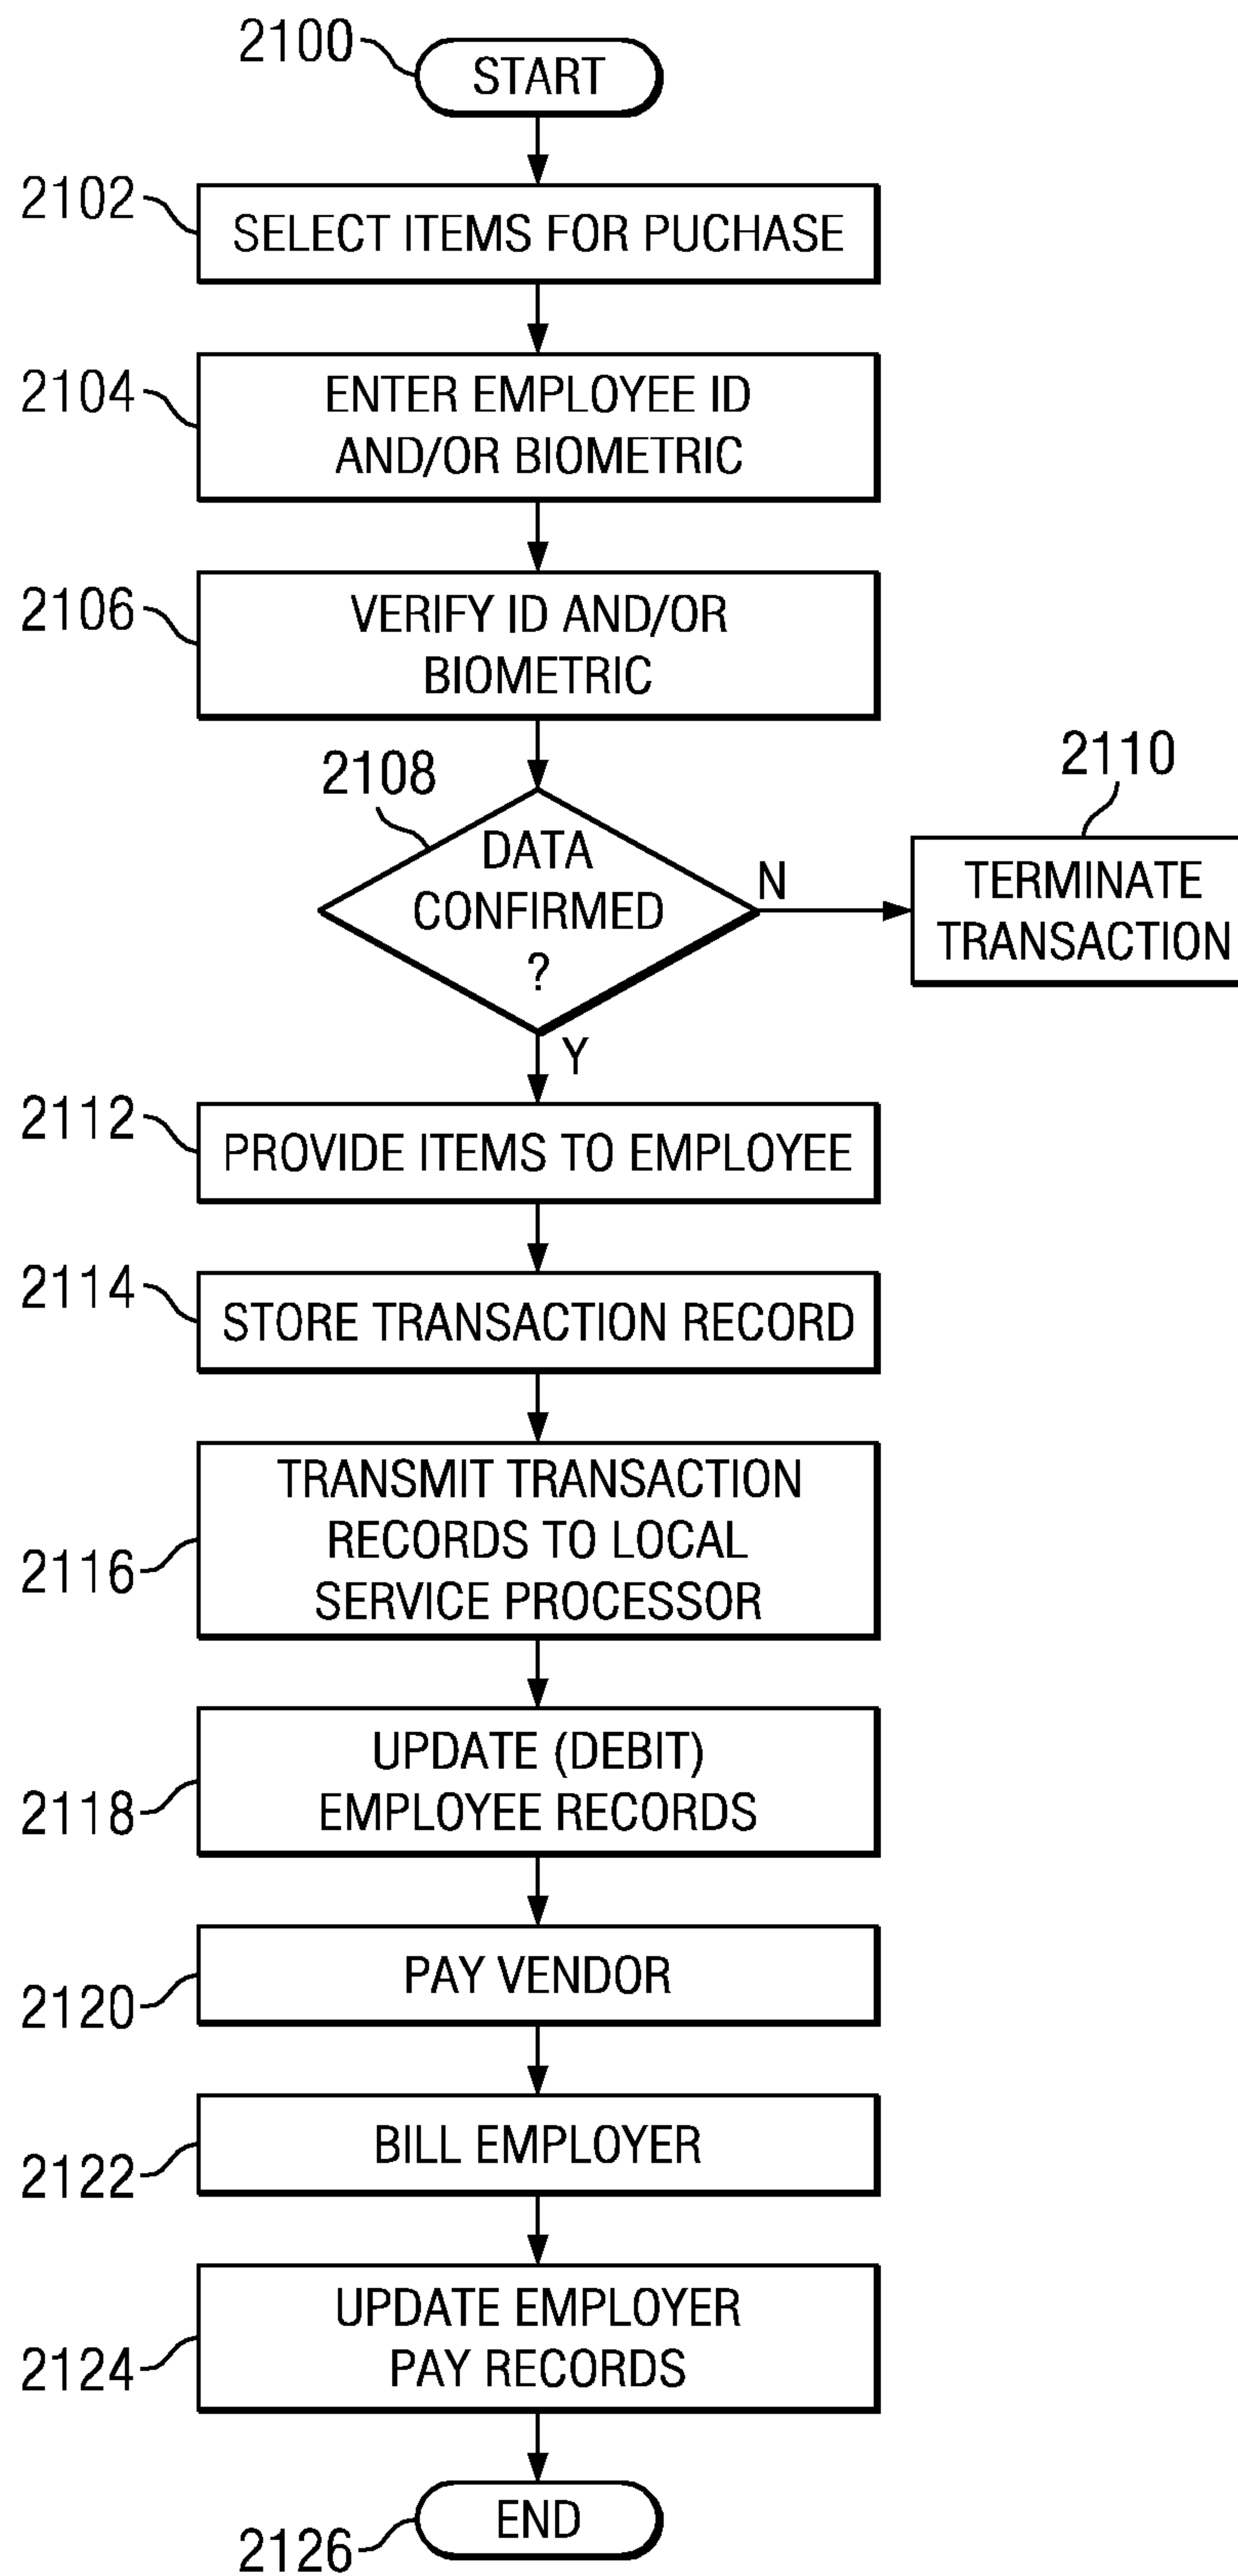 2100
START
2102
SELECT ITEMS FOR PUCHASE
2104
ENTER EMPLOYEE ID
AND/OR BIOMETRIC
2106
VERIFY ID AND/OR
BIOMETRIC
2108
DATA
CONFIRMED
?
N
2110
TERMINATE
TRANSACTION
Y
2112
PROVIDE ITEMS TO EMPLOYEE
2114
STORE TRANSACTION RECORD
2116
TRANSMIT TRANSACTION
RECORDS TO LOCAL
SERVICE PROCESSOR
2118
UPDATE (DEBIT)
EMPLOYEE RECORDS
2120
PAY VENDOR
2122
BILL EMPLOYER
2124
UPDATE EMPLOYER
PAY RECORDS
2126
END